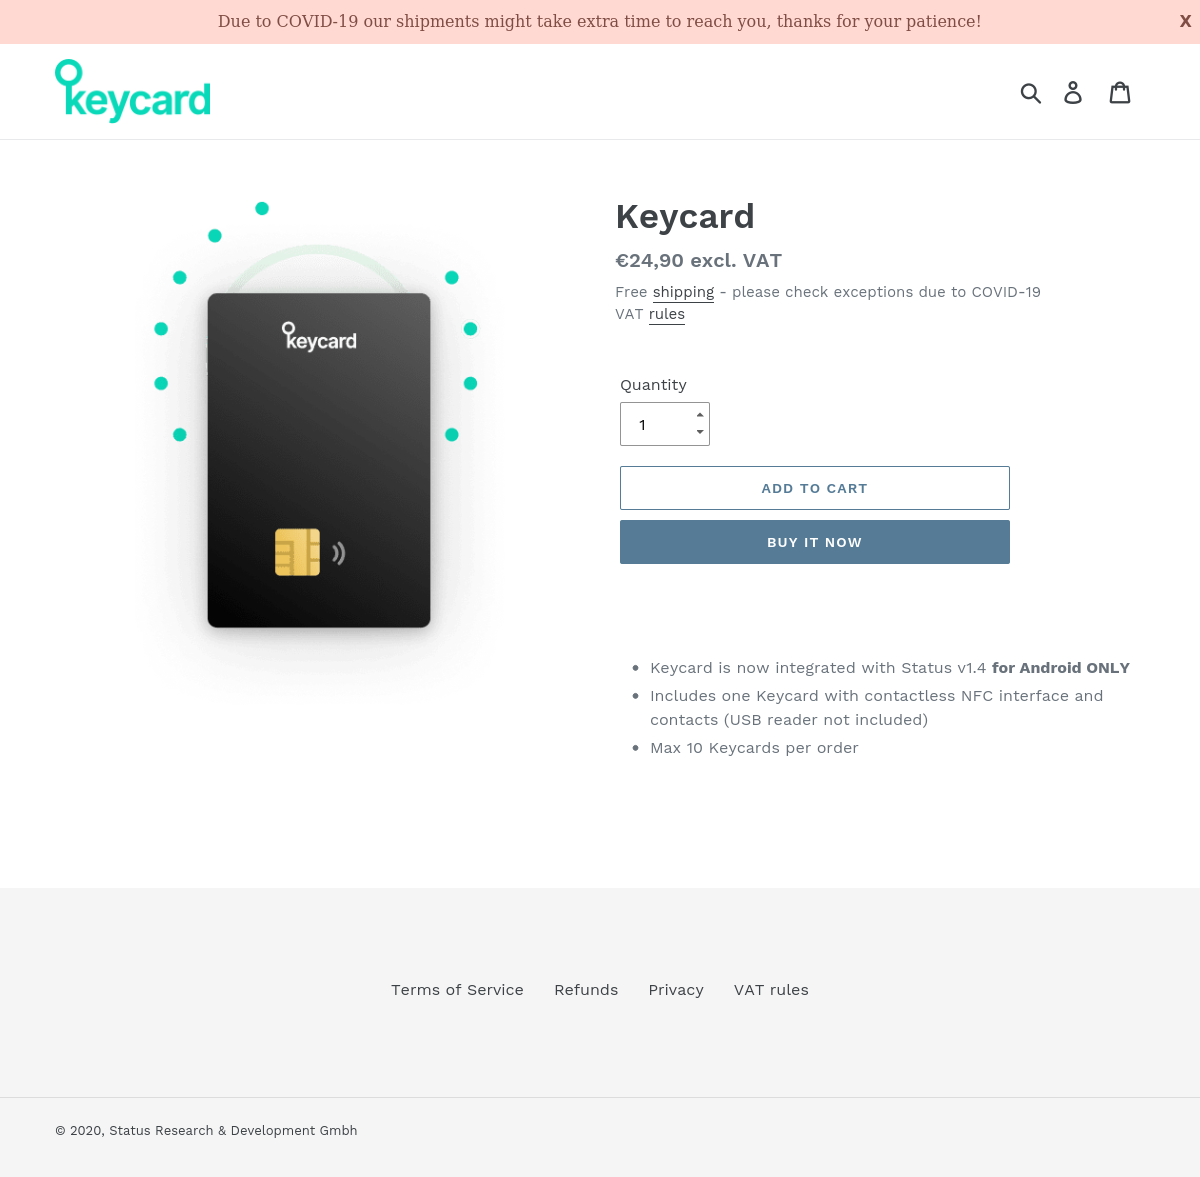 Due to COVID-19 our shipments might take extra time to reach you, thanks for your patience!
X
keycard
keycard
Keycard
€24,90 excl. VAT
Free shipping - please check exceptions due to COVID-19
VAT rules
Quantity
1
ADD TO CART
BUY IT NOW
Keycard is now integrated with Status v1.4 for Android ONLY
Includes one Keycard with contactless NFC interface and
contacts (USB reader not included)
Max 10 Keycards per order
Terms of Service Refunds Privacy VAT rules
© 2020, Status Research & Development Gmbh